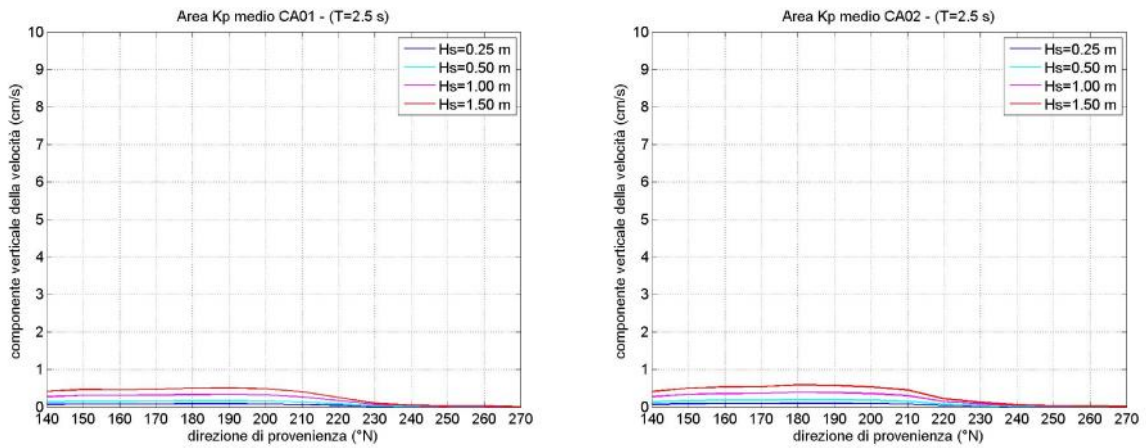 Area Kp medio CA01 - (T=2.5 s)
componente verticale della velocità (cm/s)
10
9
8
7
6
5
4
3
2
1
0
Hs=0.25 m
Hs=0.50 m
Hs=1.00 m
Hs=1.50 m
140 150 160 170 180 190 200 210 220 230 240 250 260 270
direzione di provenienza (°N)
Area Kp medio CA02 - (T=2.5 s)
componente verticale della velocità (cm/s)
10
9
8
7
6
5
4
3
2
1
0
Hs=0.25 m
Hs=0.50 m
Hs=1.00 m
Hs=1.50 m
140 150 160 170 180 190 200 210 220 230 240 250 260 270
direzione di provenienza (°N)